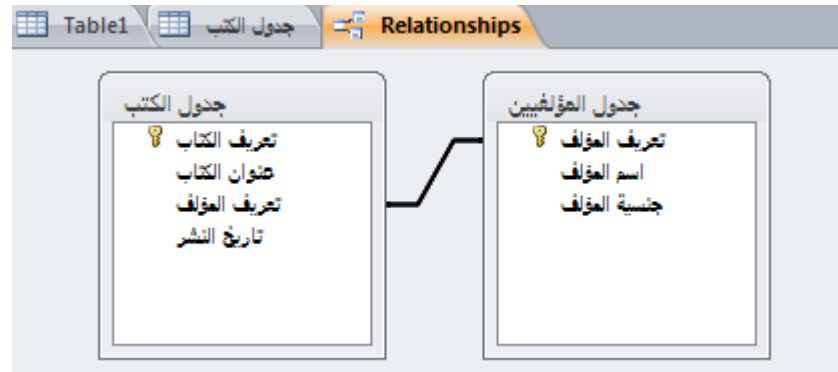 Table1
جدول الكتب
Relationships
جدول الكتب
تعريف الكتاب
عنوان الكتاب
تعريف المؤلف
تاريخ النشر
جدول المؤلفيين
تعريف المؤلف
اسم المؤلف
جنسية المؤلف